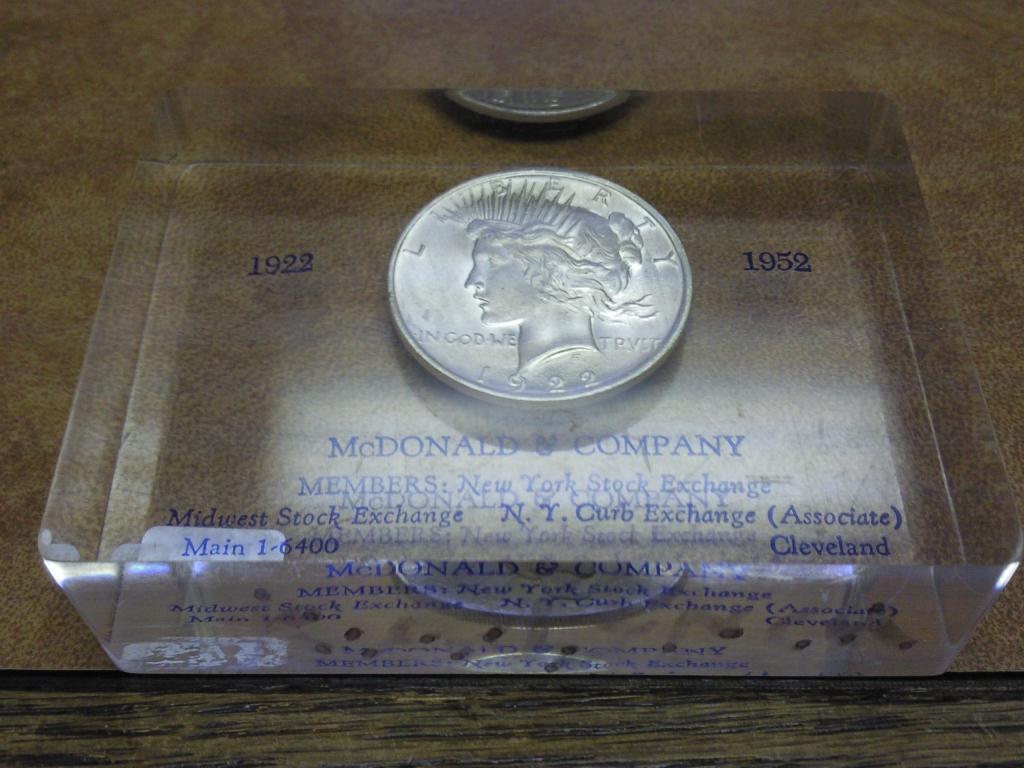 LIBERTY
1922
1952
IN GOD WE TRVST
1922
McDONALD & COMPANY
MEMBERS: New York Stock Exchange
Midwest Stock Exchange N. Y. Curb Exchange (Associate)
Main 1-6400 Cleveland